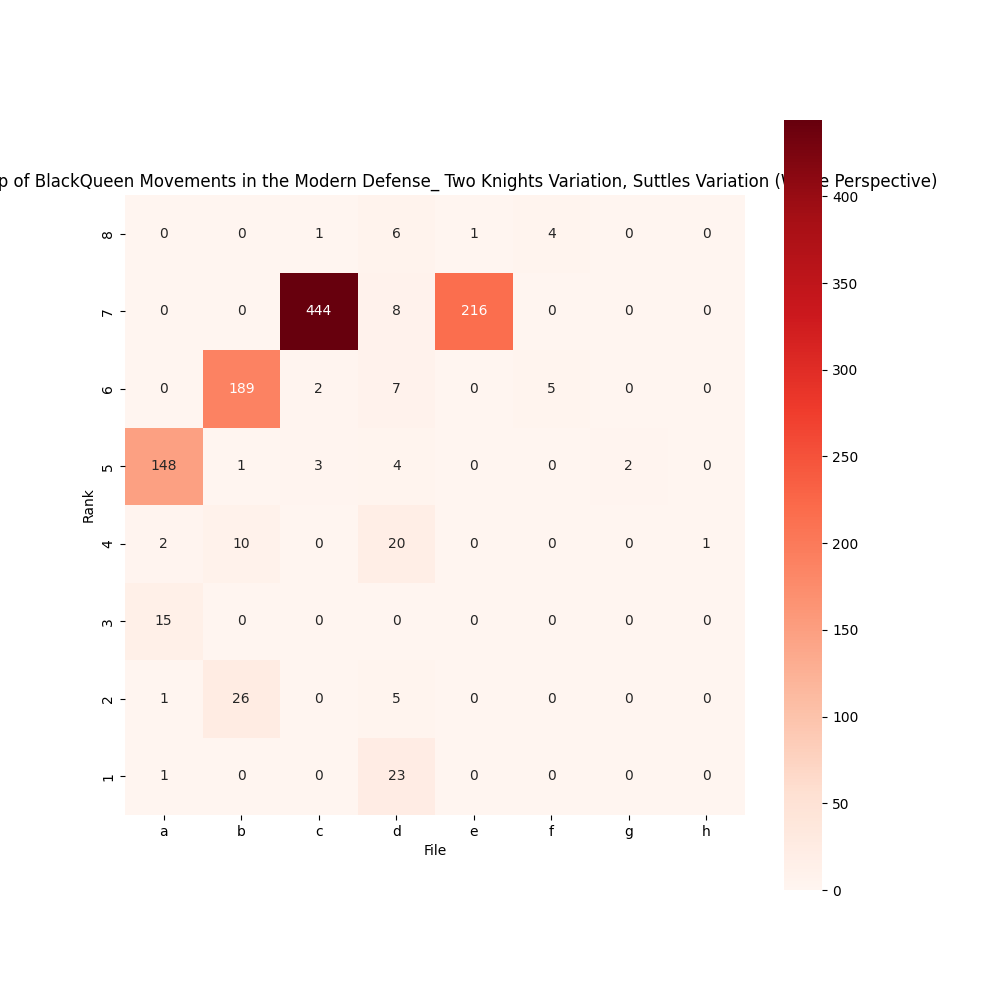 p of BlackQueen Movements in the Modern Defense_ Two Knights Variation, Suttles Variation ( e Perspective)
8 0 0 1 6 1 4 0 0
7 0 0 444 8 216 0 0 0
6 0 189 2 7 0 5 0 0
5 148 1 3 4 0 0 2 0
4 2 10 0 20 0 0 0 1
3 15 0 0 0 0 0 0 0
2 1 26 0 5 0 0 0 0
1 1 0 0 23 0 0 0 0
a b c d e f g h
File
Rank
400
350
300
250
200
150
100
50
0